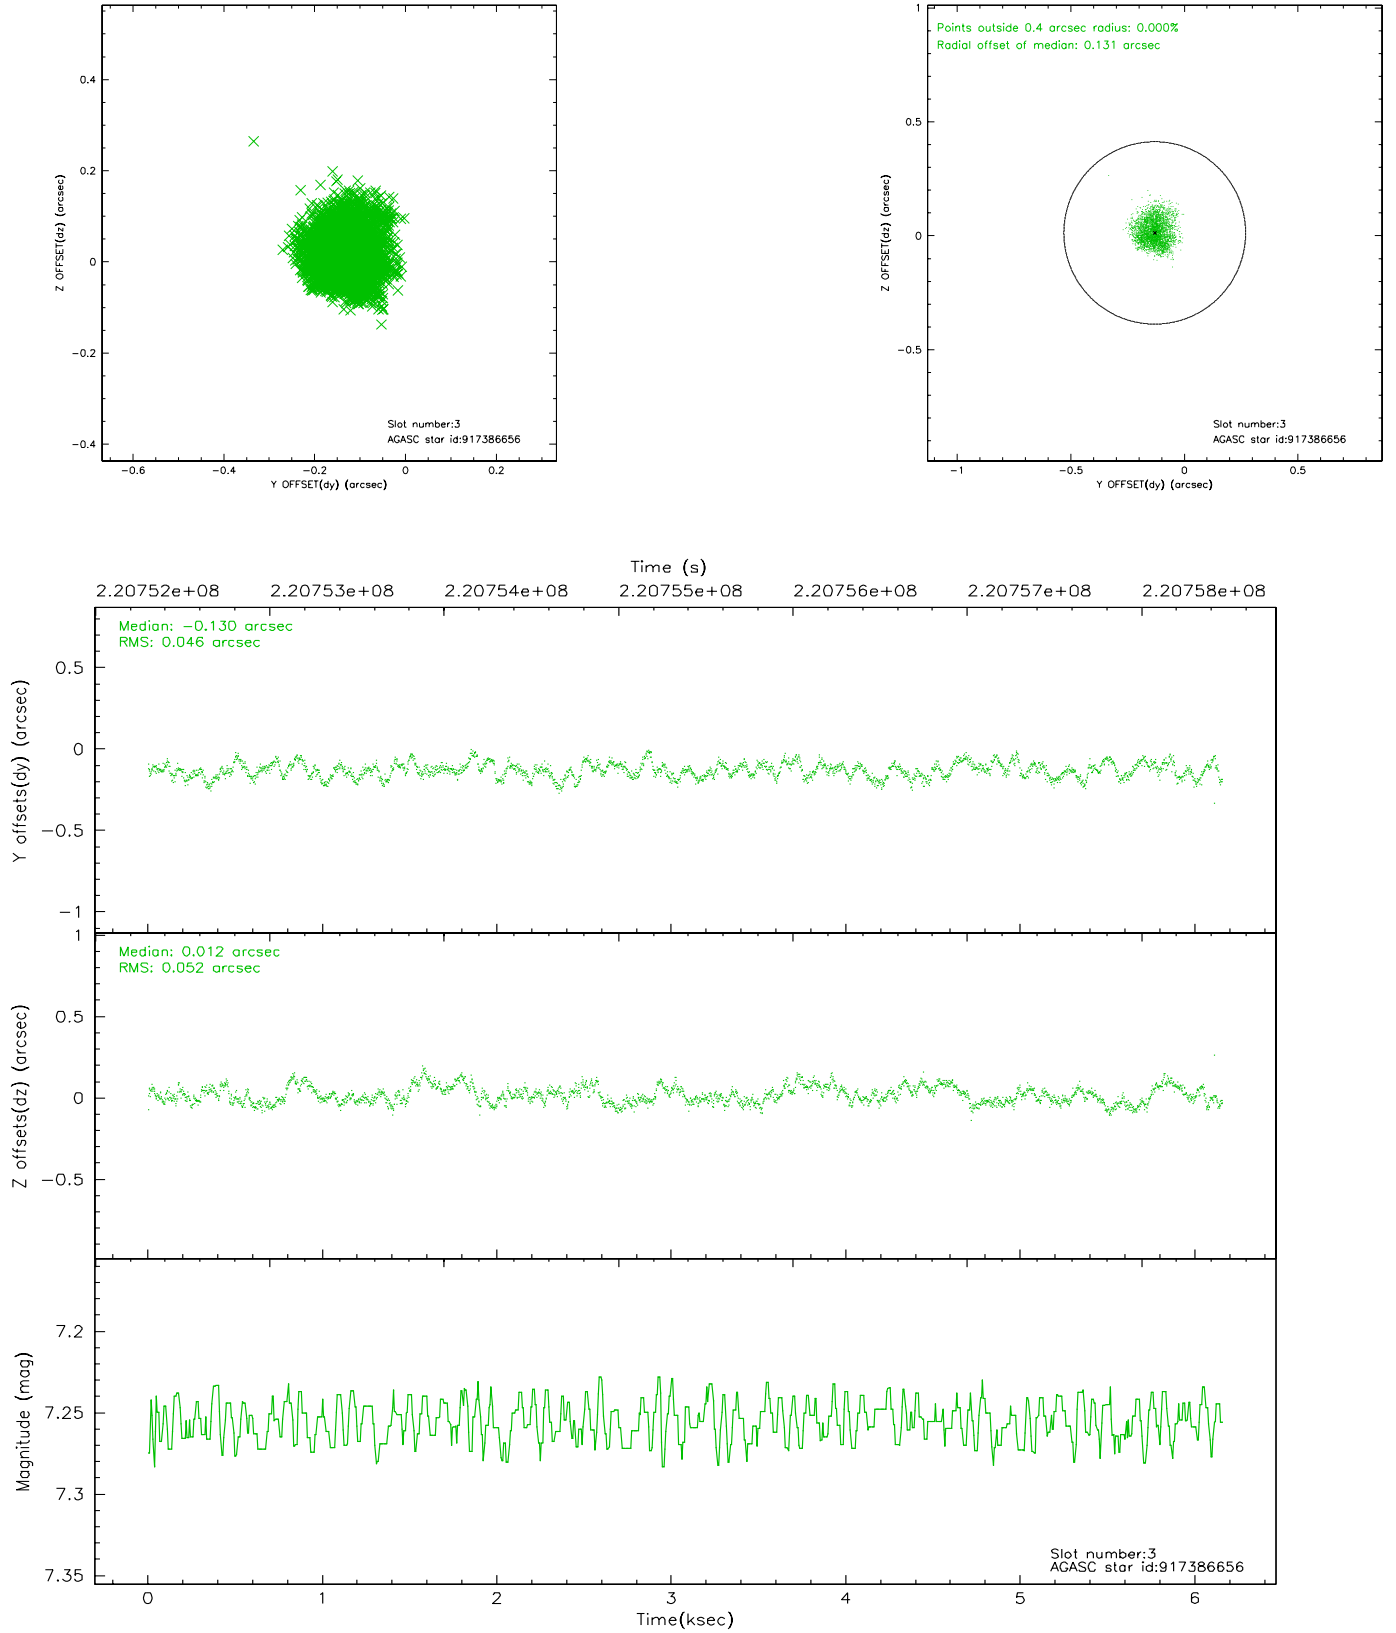 0.4
0.2
0
−0.2
−0.4
Z OFFSET(dz) (arcsec)
Slot number:3
AGASC star id:917386656
−0.6
−0.4
−0.2
0
0.2
Y OFFSET(dy) (arcsec)
Points outside 0.4 arcsec radius: 0.000%
Radial offset of median: 0.131 arcsec
1
0.5
0
−0.5
Z OFFSET(dz) (arcsec)
Slot number:3
AGASC star id:917386656
−1
−0.5
0
0.5
Y OFFSET(dy) (arcsec)
Time (s)
2.20752e+08
2.20753e+08
2.20754e+08
2.20755e+08
2.20756e+08
2.20757e+08
2.20758e+08
Median: −0.130 arcsec
RMS: 0.046 arcsec
0.5
0
−0.5
−1
Y offsets(dy) (arcsec)
Median: 0.012 arcsec
RMS: 0.052 arcsec
1
0.5
0
−0.5
Z offsets(dz) (arcsec)
7.2
7.25
7.3
7.35
Magnitude (mag)
Slot number:3
AGASC star id:917386656
0
1
2
3
4
5
6
Time(ksec)